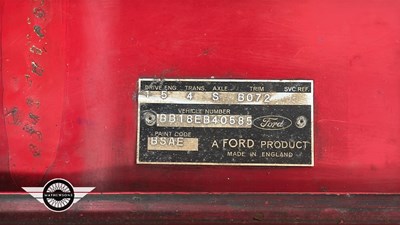 DRIVE ENG TRANS. AXLE TRIM SVC.REF.
1 5 4 S B072
VEHICLE NUMBER
BB18EB40585
Ford
PAINT CODE
BSAE
A FORD PRODUCT
MADE IN ENGLAND